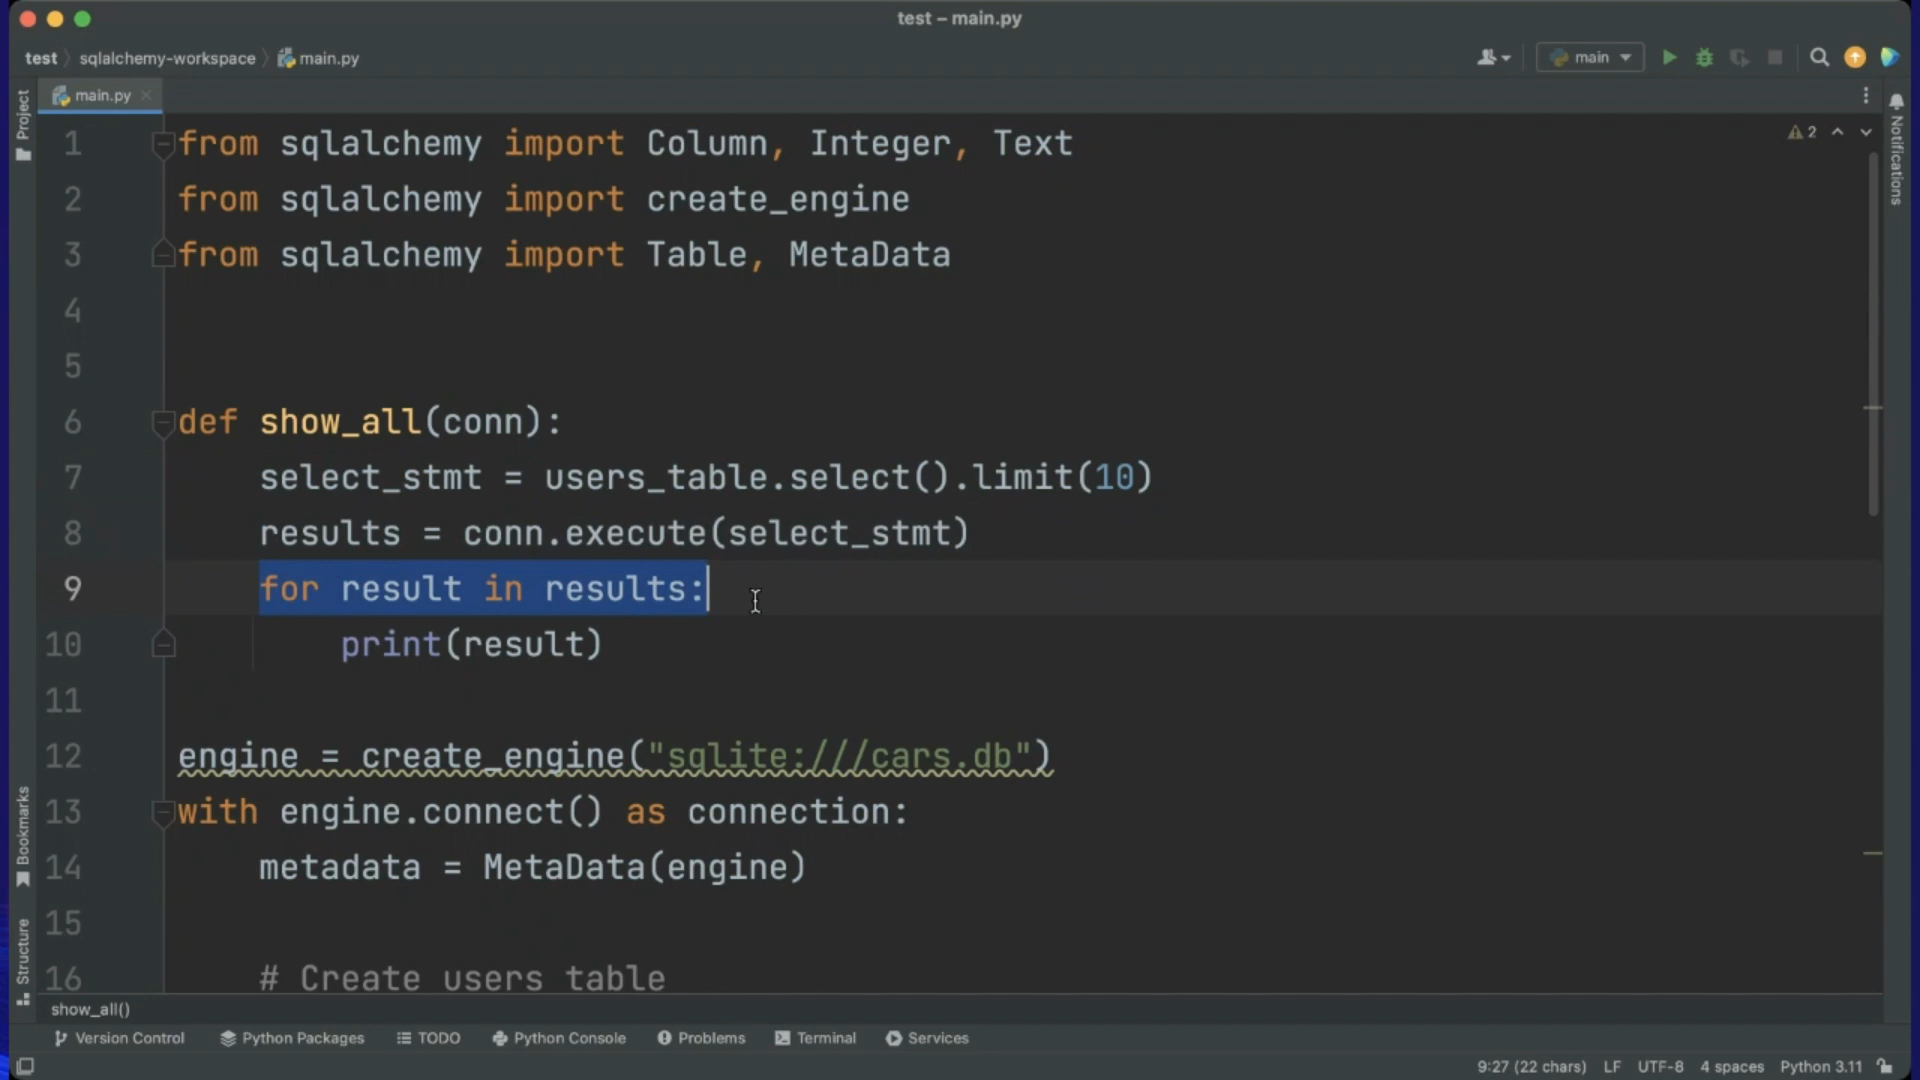 test – main.py
test sqlalchemy-workspace main.py
main
main.py
2
Project
Notifications
1 from sqlalchemy import Column, Integer, Text
2 from sqlalchemy import create_engine
3 from sqlalchemy import Table, MetaData
4
5
6 def show_all(conn):
7 select_stmt = users_table.select().limit(10)
8 results = conn.execute(select_stmt)
9 for result in results:
10 print(result)
11
12 engine = create_engine("sqlite:///cars.db")
13 with engine.connect() as connection:
14 metadata = MetaData(engine)
15
16 # Create users table
Bookmarks
Structure
show_all()
Version Control Python Packages TODO Python Console Problems Terminal Services
9:27 (22 chars) LF UTF-8 4 spaces Python 3.11